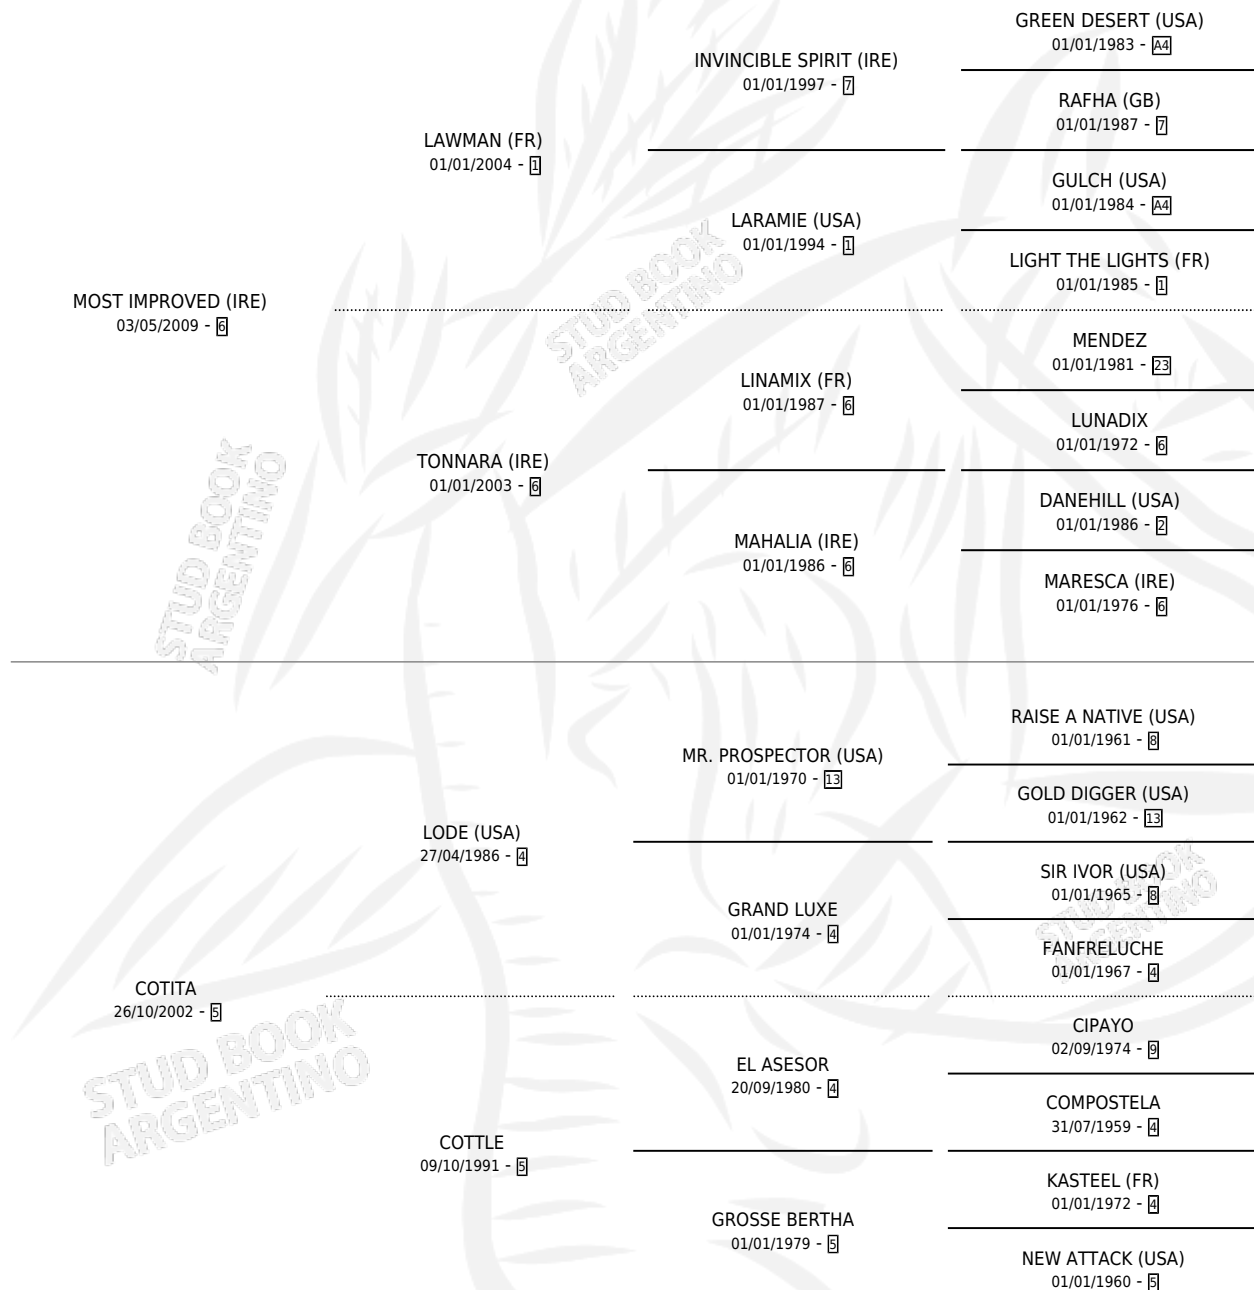 GREEN DESERT (USA)
01/01/1983 - A4
INVINCIBLE SPIRIT (IRE)
01/01/1997 - 7
RAFHA (GB)
01/01/1987 - 7
LAWMAN (FR)
01/01/2004 - 1
GULCH (USA)
01/01/1984 - A4
LARAMIE (USA)
01/01/1994 - 1
LIGHT THE LIGHTS (FR)
01/01/1985 - 1
MOST IMPROVED (IRE)
03/05/2009 - 6
MENDEZ
01/01/1981 - 23
LINAMIX (FR)
01/01/1987 - 6
LUNADIX
01/01/1972 - 6
TONNARA (IRE)
01/01/2003 - 6
DANEHILL (USA)
01/01/1986 - 2
MAHALIA (IRE)
01/01/1986 - 6
MARESCA (IRE)
01/01/1976 - 6
RAISE A NATIVE (USA)
01/01/1961 - 8
MR. PROSPECTOR (USA)
01/01/1970 - 13
GOLD DIGGER (USA)
01/01/1962 - 13
LODE (USA)
27/04/1986 - 4
SIR IVOR (USA)
01/01/1965 - 8
GRAND LUXE
01/01/1974 - 4
FANFRELUCHE
01/01/1967 - 4
COTITA
26/10/2002 - 5
CIPAYO
02/09/1974 - 9
EL ASESOR
20/09/1980 - 4
COMPOSTELA
31/07/1959 - 4
COTTLE
09/10/1991 - 5
KASTEEL (FR)
01/01/1972 - 4
GROSSE BERTHA
01/01/1979 - 5
NEW ATTACK (USA)
01/01/1960 - 5
STUD BOOK
ARGENTINO
STUD BOOK
ARGENTINO
STUD BOOK
ARGENTINO
STUD BOOK
ARGENTINO